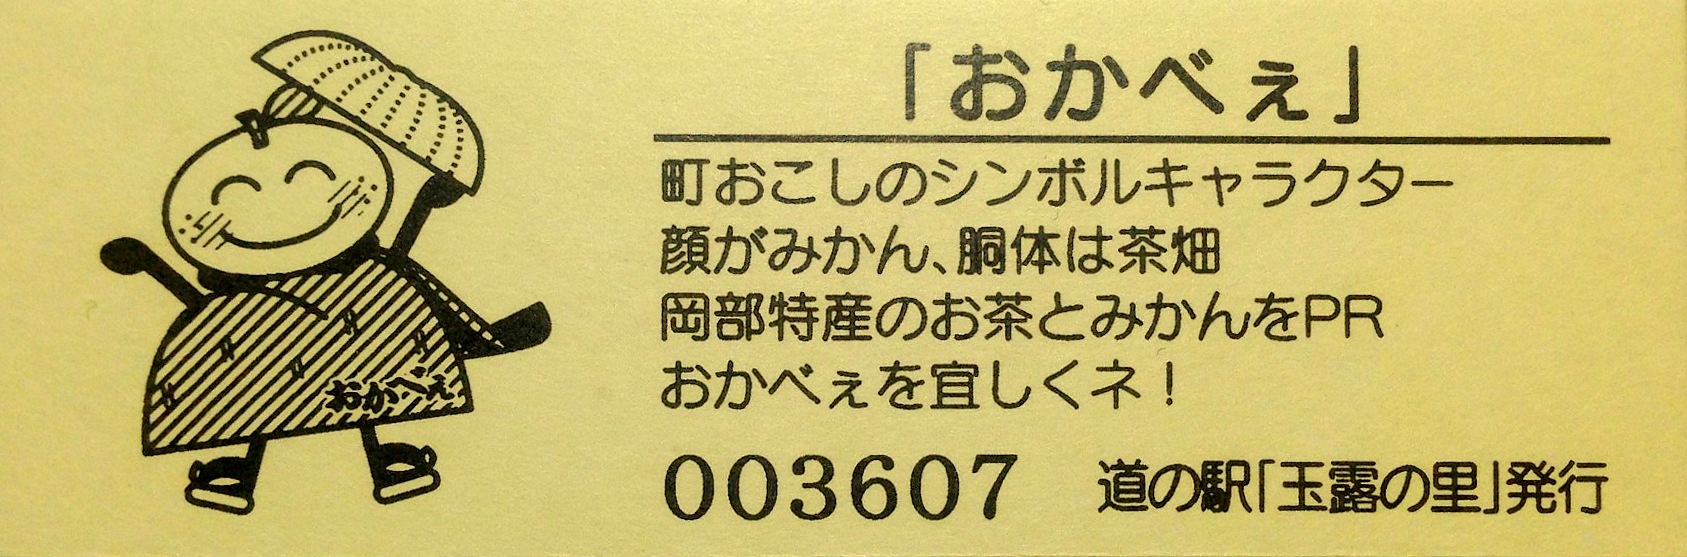 「おかべぇ」
町おこしのシンボルキャラクター
顔がみかん、胴体は茶畑
岡部特産のお茶とみかんをPR
おかべぇを宜しくネ！
003607 道の駅「玉露の里」発行
おかべぇ